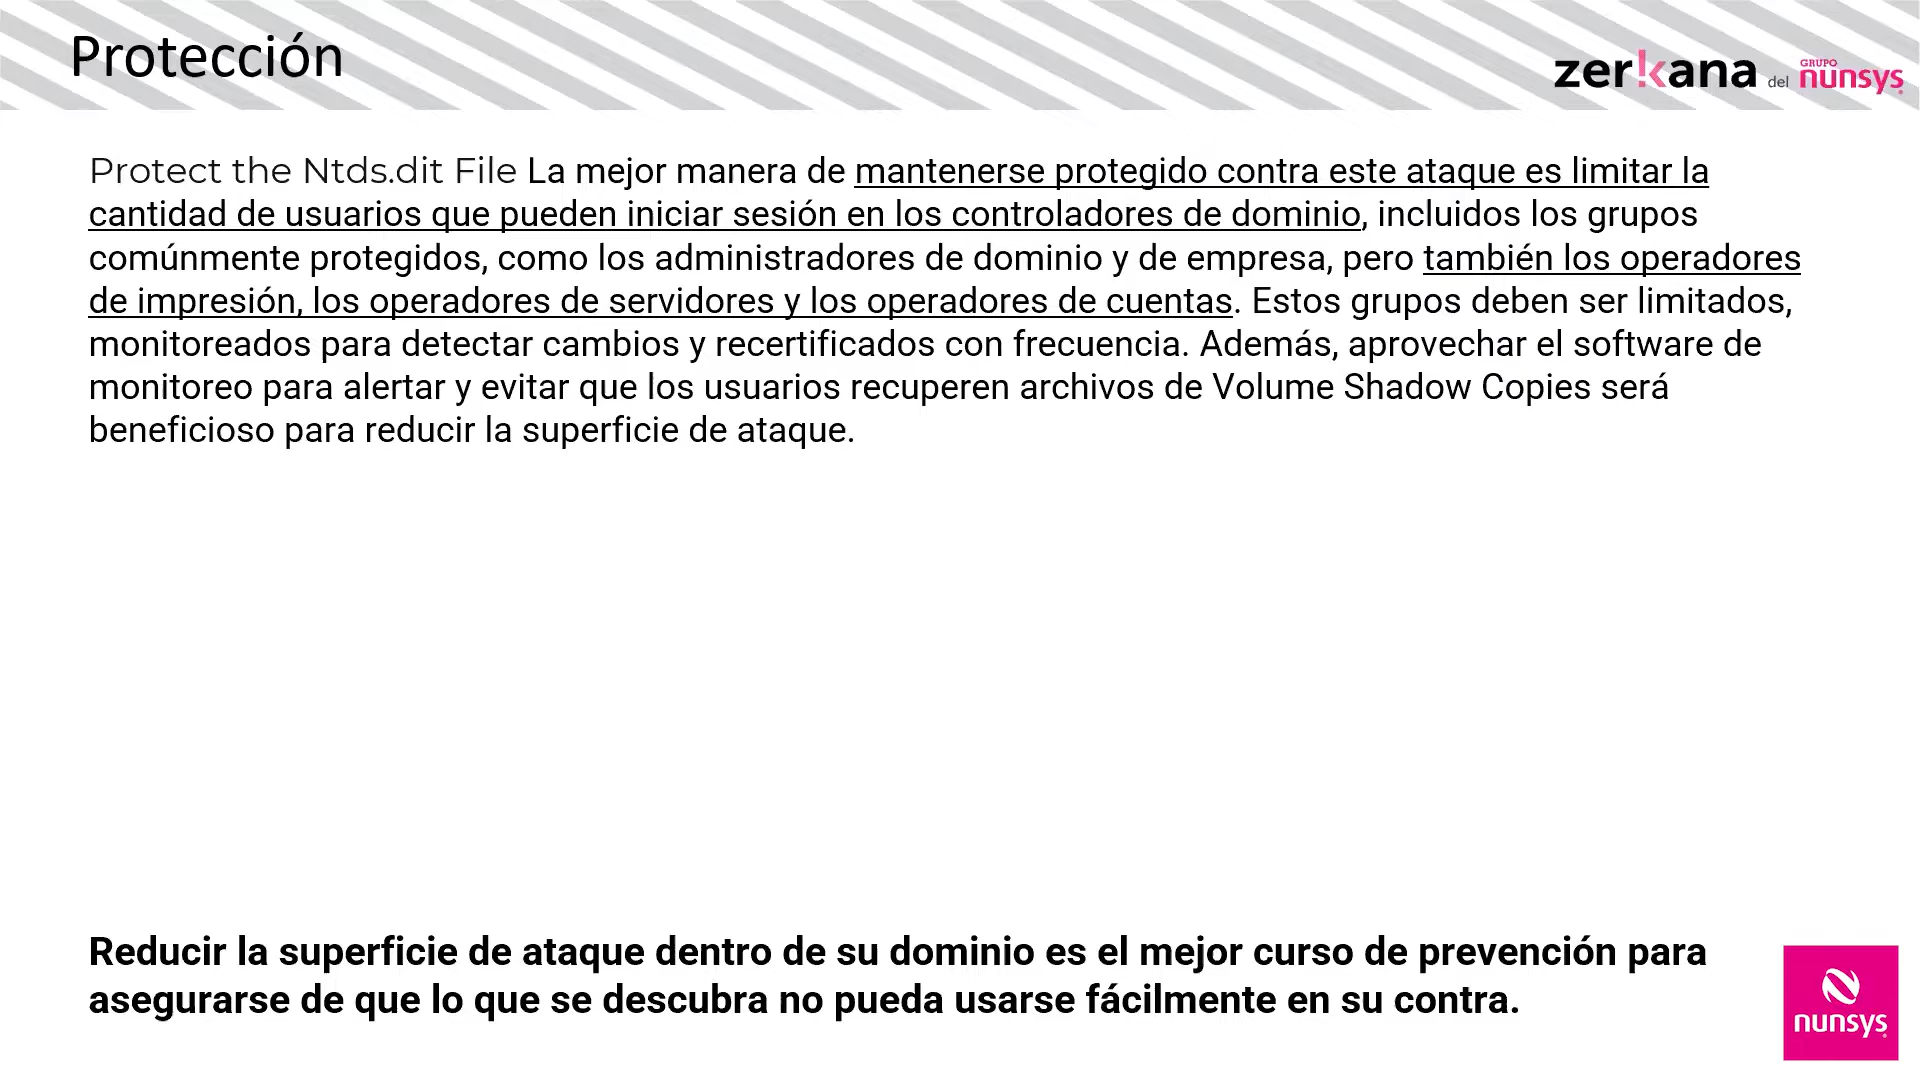 Protección
zerkana del GRUPO nunsys
Protect the Ntds.dit File La mejor manera de mantenerse protegido contra este ataque es limitar la
cantidad de usuarios que pueden iniciar sesión en los controladores de dominio, incluidos los grupos
comúnmente protegidos, como los administradores de dominio y de empresa, pero también los operadores
de impresión, los operadores de servidores y los operadores de cuentas. Estos grupos deben ser limitados,
monitoreados para detectar cambios y recertificados con frecuencia. Además, aprovechar el software de
monitoreo para alertar y evitar que los usuarios recuperen archivos de Volume Shadow Copies será
beneficioso para reducir la superficie de ataque.
Reducir la superficie de ataque dentro de su dominio es el mejor curso de prevención para
asegurarse de que lo que se descubra no pueda usarse fácilmente en su contra.
nunsys